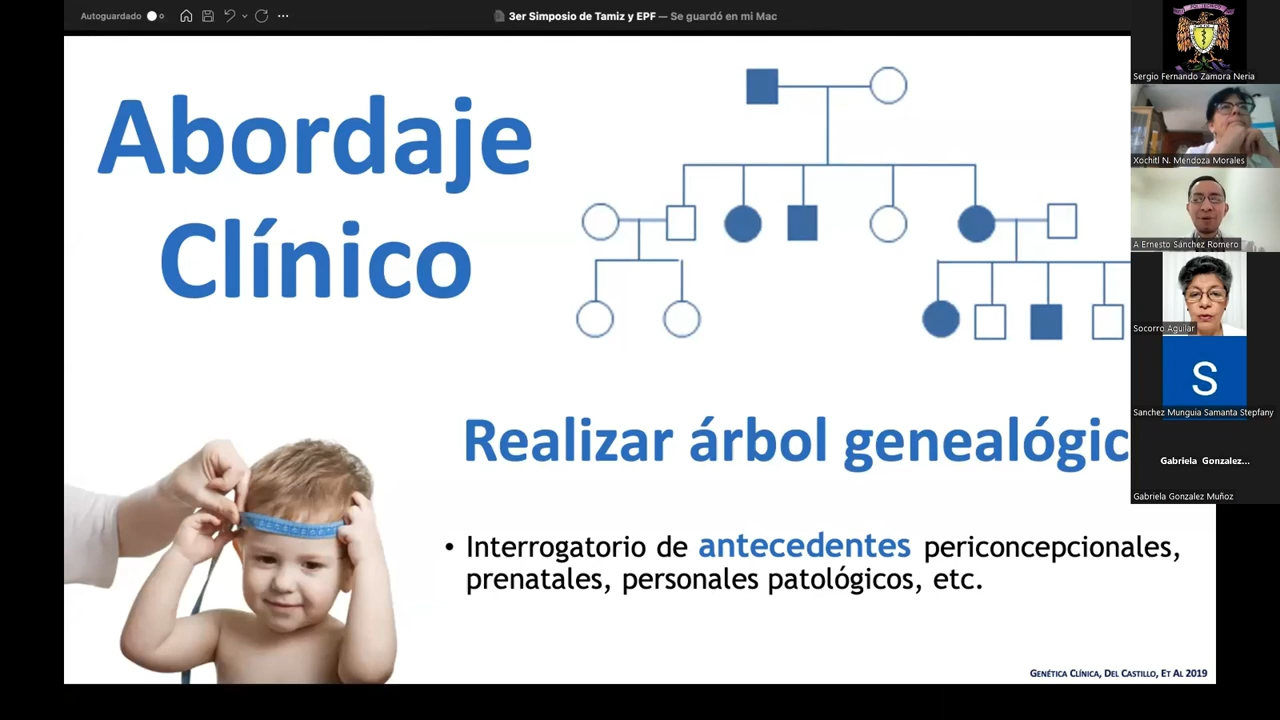 Autoguardado
3er Simposio de Tamiz y EPF — Se guardó en mi Mac
Abordaje
Clínico
Realizar árbol genealógic
• Interrogatorio de antecedentes periconcepcionales,
prenatales, personales patológicos, etc.
Genética Clínica, Del Castillo, Et Al 2019
Sergio Fernando Zamora Neria
Xochitl N. Mendoza Morales
A Ernesto Sánchez Romero
Socorro Aguilar
S
Sanchez Munguia Samanta Stepfany
Gabriela Gonzalez...
Gabriela Gonzalez Muñoz